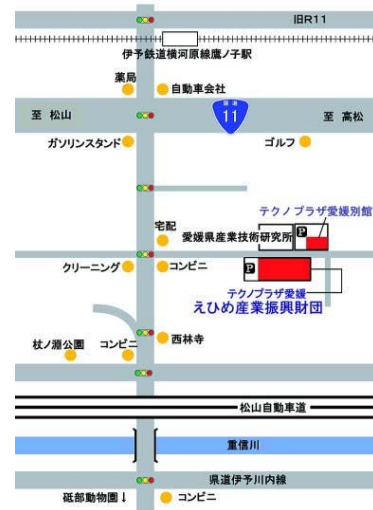 旧R11
伊予鉄道横河原線鷹ノ子駅
薬局
自動車会社
至 松山
国道
11
至 高松
ガソリンスタンド
ゴルフ
テクノプラザ愛媛別館
宅配
愛媛県産業技術研究所
P
クリーニング
コンビニ
P
テクノプラザ愛媛
えひめ産業振興財団
杖ノ淵公園
コンビニ
西林寺
松山自動車道
重信川
県道伊予川内線
砥部動物園↓
コンビニ